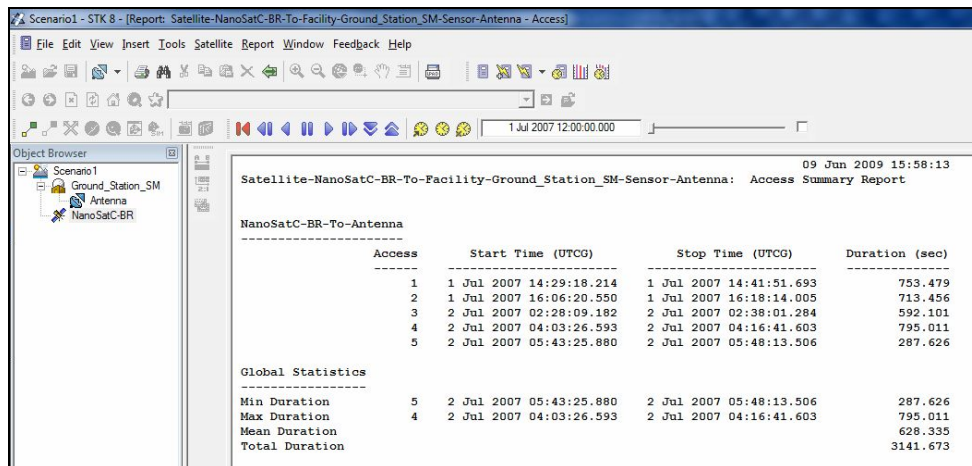 Scenario1 - STK 8 - [Report: Satellite-NanoSatC-BR-To-Facility-Ground_Station_SM-Sensor-Antenna - Access]
File Edit View Insert Tools Satellite Report Window Feedback Help
1 Jul 2007 12:00:00.000
Object Browser
Scenario1
Ground_Station_SM
Antenna
NanoSatC-BR
09 Jun 2009 15:58:13
Satellite-NanoSatC-BR-To-Facility-Ground_Station_SM-Sensor-Antenna: Access Summary Report
NanoSatC-BR-To-Antenna
----------------------
Access Start Time (UTCG) Stop Time (UTCG) Duration (sec)
------ ------------------------ ------------------------ --------------
1 1 Jul 2007 14:29:18.214 1 Jul 2007 14:41:51.693 753.479
2 1 Jul 2007 16:06:20.550 1 Jul 2007 16:18:14.005 713.456
3 2 Jul 2007 02:28:09.182 2 Jul 2007 02:38:01.284 592.101
4 2 Jul 2007 04:03:26.593 2 Jul 2007 04:16:41.603 795.011
5 2 Jul 2007 05:43:25.880 2 Jul 2007 05:48:13.506 287.626
Global Statistics
-----------------
Min Duration 5 2 Jul 2007 05:43:25.880 2 Jul 2007 05:48:13.506 287.626
Max Duration 4 2 Jul 2007 04:03:26.593 2 Jul 2007 04:16:41.603 795.011
Mean Duration 628.335
Total Duration 3141.673